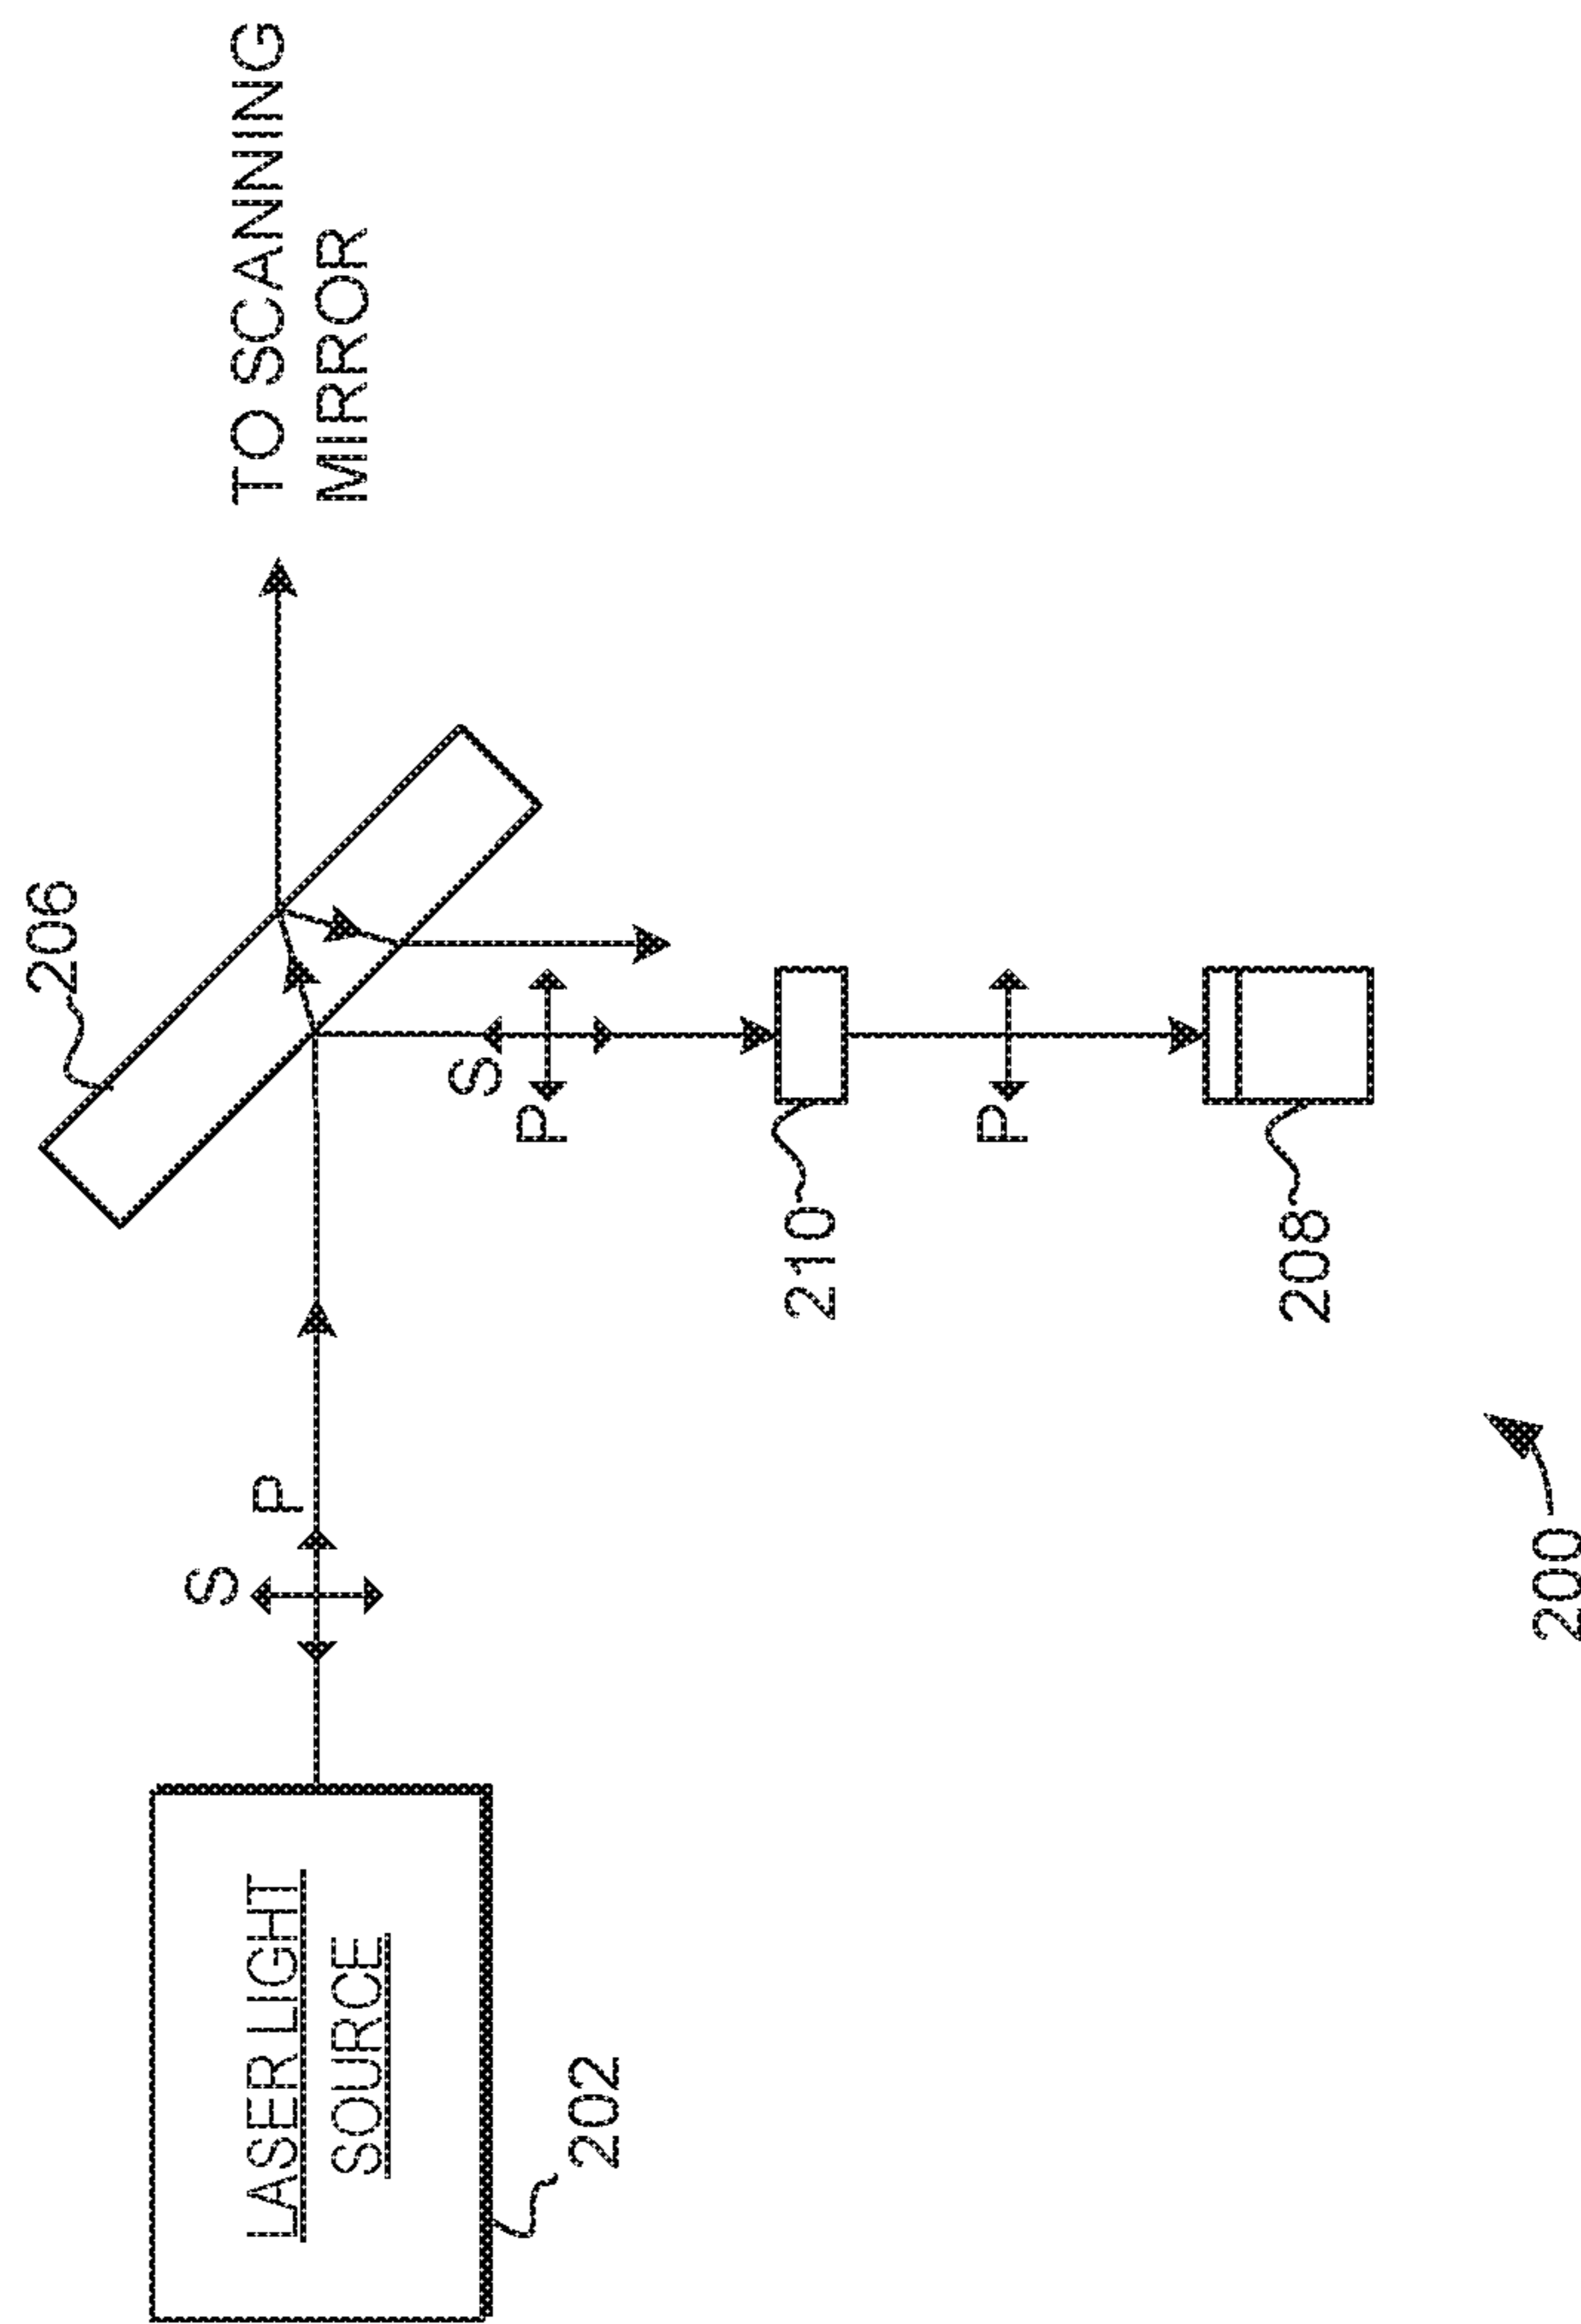 LASER LIGHT
SOURCE
202
S
P
206
TO SCANNING
MIRROR
S
P
210
P
208
200